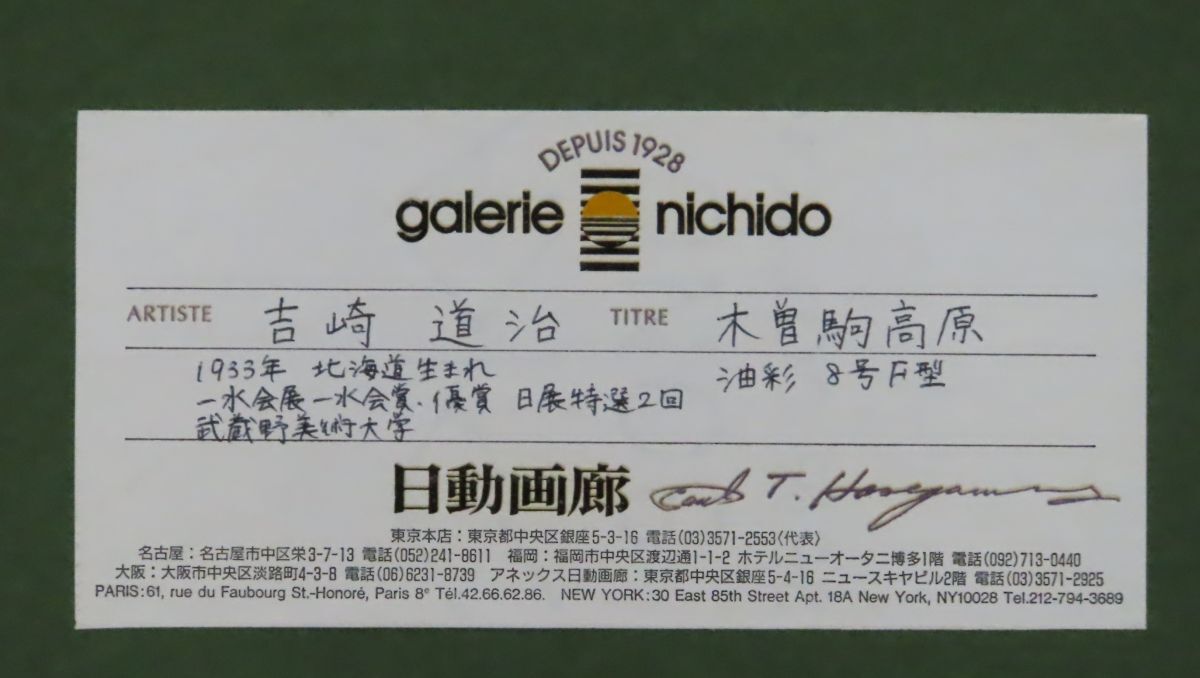 DEPUIS 1928
galerie nichido
ARTISTE 吉崎 道治 TITRE 木曽駒高原
1933年 北海道生まれ 油彩 8号F型
一水会展一水会賞・優賞 日展特選2回
武蔵野美術大学
日動画廊 T. Hasegawa
東京本店：東京都中央区銀座5-3-16 電話(03)3571-2553〈代表〉
名古屋：名古屋市中区栄3-7-13 電話(052)241-8611 福岡：福岡市中央区渡辺通1-1-2 ホテルニューオータニ博多1階 電話(092)713-0440
大阪：大阪市中央区淡路町4-3-8 電話(06)6231-8739 アネックス日動画廊：東京都中央区銀座5-4-16 ニュースキヤビル2階 電話(03)3571-2925
PARIS:61, rue du Faubourg St.-Honoré, Paris 8e Tél.42.66.62.86. NEW YORK:30 East 85th Street Apt. 18A New York, NY10028 Tel.212-794-3689